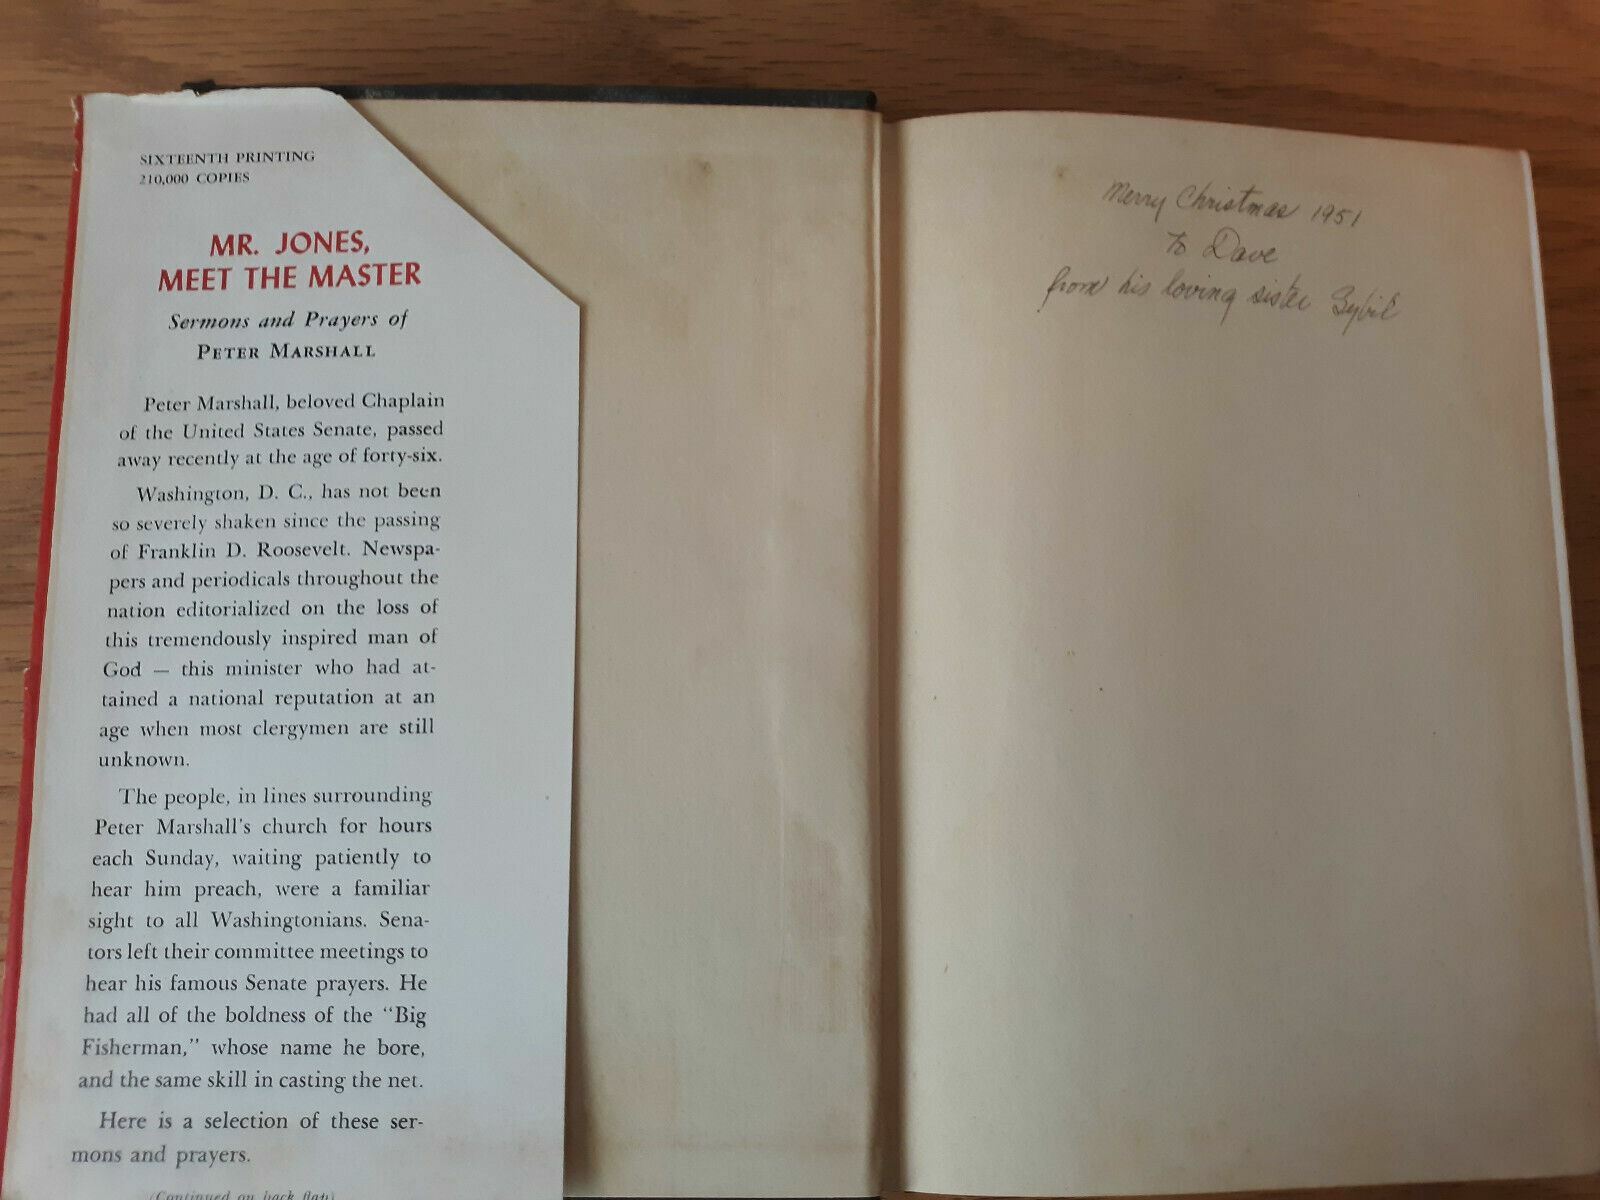 SIXTEENTH PRINTING
210,000 COPIES
MR. JONES,
MEET THE MASTER
Sermons and Prayers of
PETER MARSHALL
Peter Marshall, beloved Chaplain
of the United States Senate, passed
away recently at the age of forty-six.
Washington, D. C., has not been
so severely shaken since the passing
of Franklin D. Roosevelt. Newspa-
pers and periodicals throughout the
nation editorialized on the loss of
this tremendously inspired man of
God — this minister who had at-
tained a national reputation at an
age when most clergymen are still
unknown.
The people, in lines surrounding
Peter Marshall's church for hours
each Sunday, waiting patiently to
hear him preach, were a familiar
sight to all Washingtonians. Sena-
tors left their committee meetings to
hear his famous Senate prayers. He
had all of the boldness of the "Big
Fisherman," whose name he bore,
and the same skill in casting the net.
Here is a selection of these ser-
mons and prayers.
(Continued on back flap)
Merry Christmas 1951
to Dave
from his loving sister Sybil